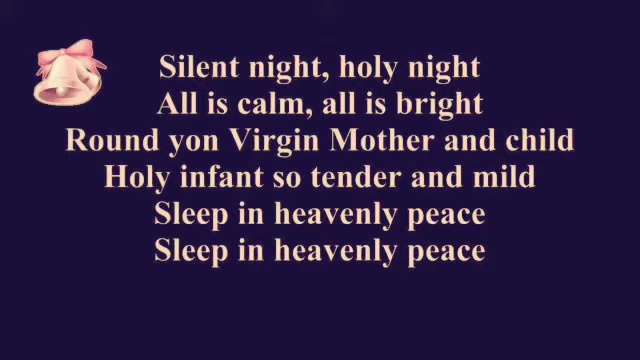 Silent night, holy night
All is calm, all is bright
Round yon Virgin Mother and child
Holy infant so tender and mild
Sleep in heavenly peace
Sleep in heavenly peace